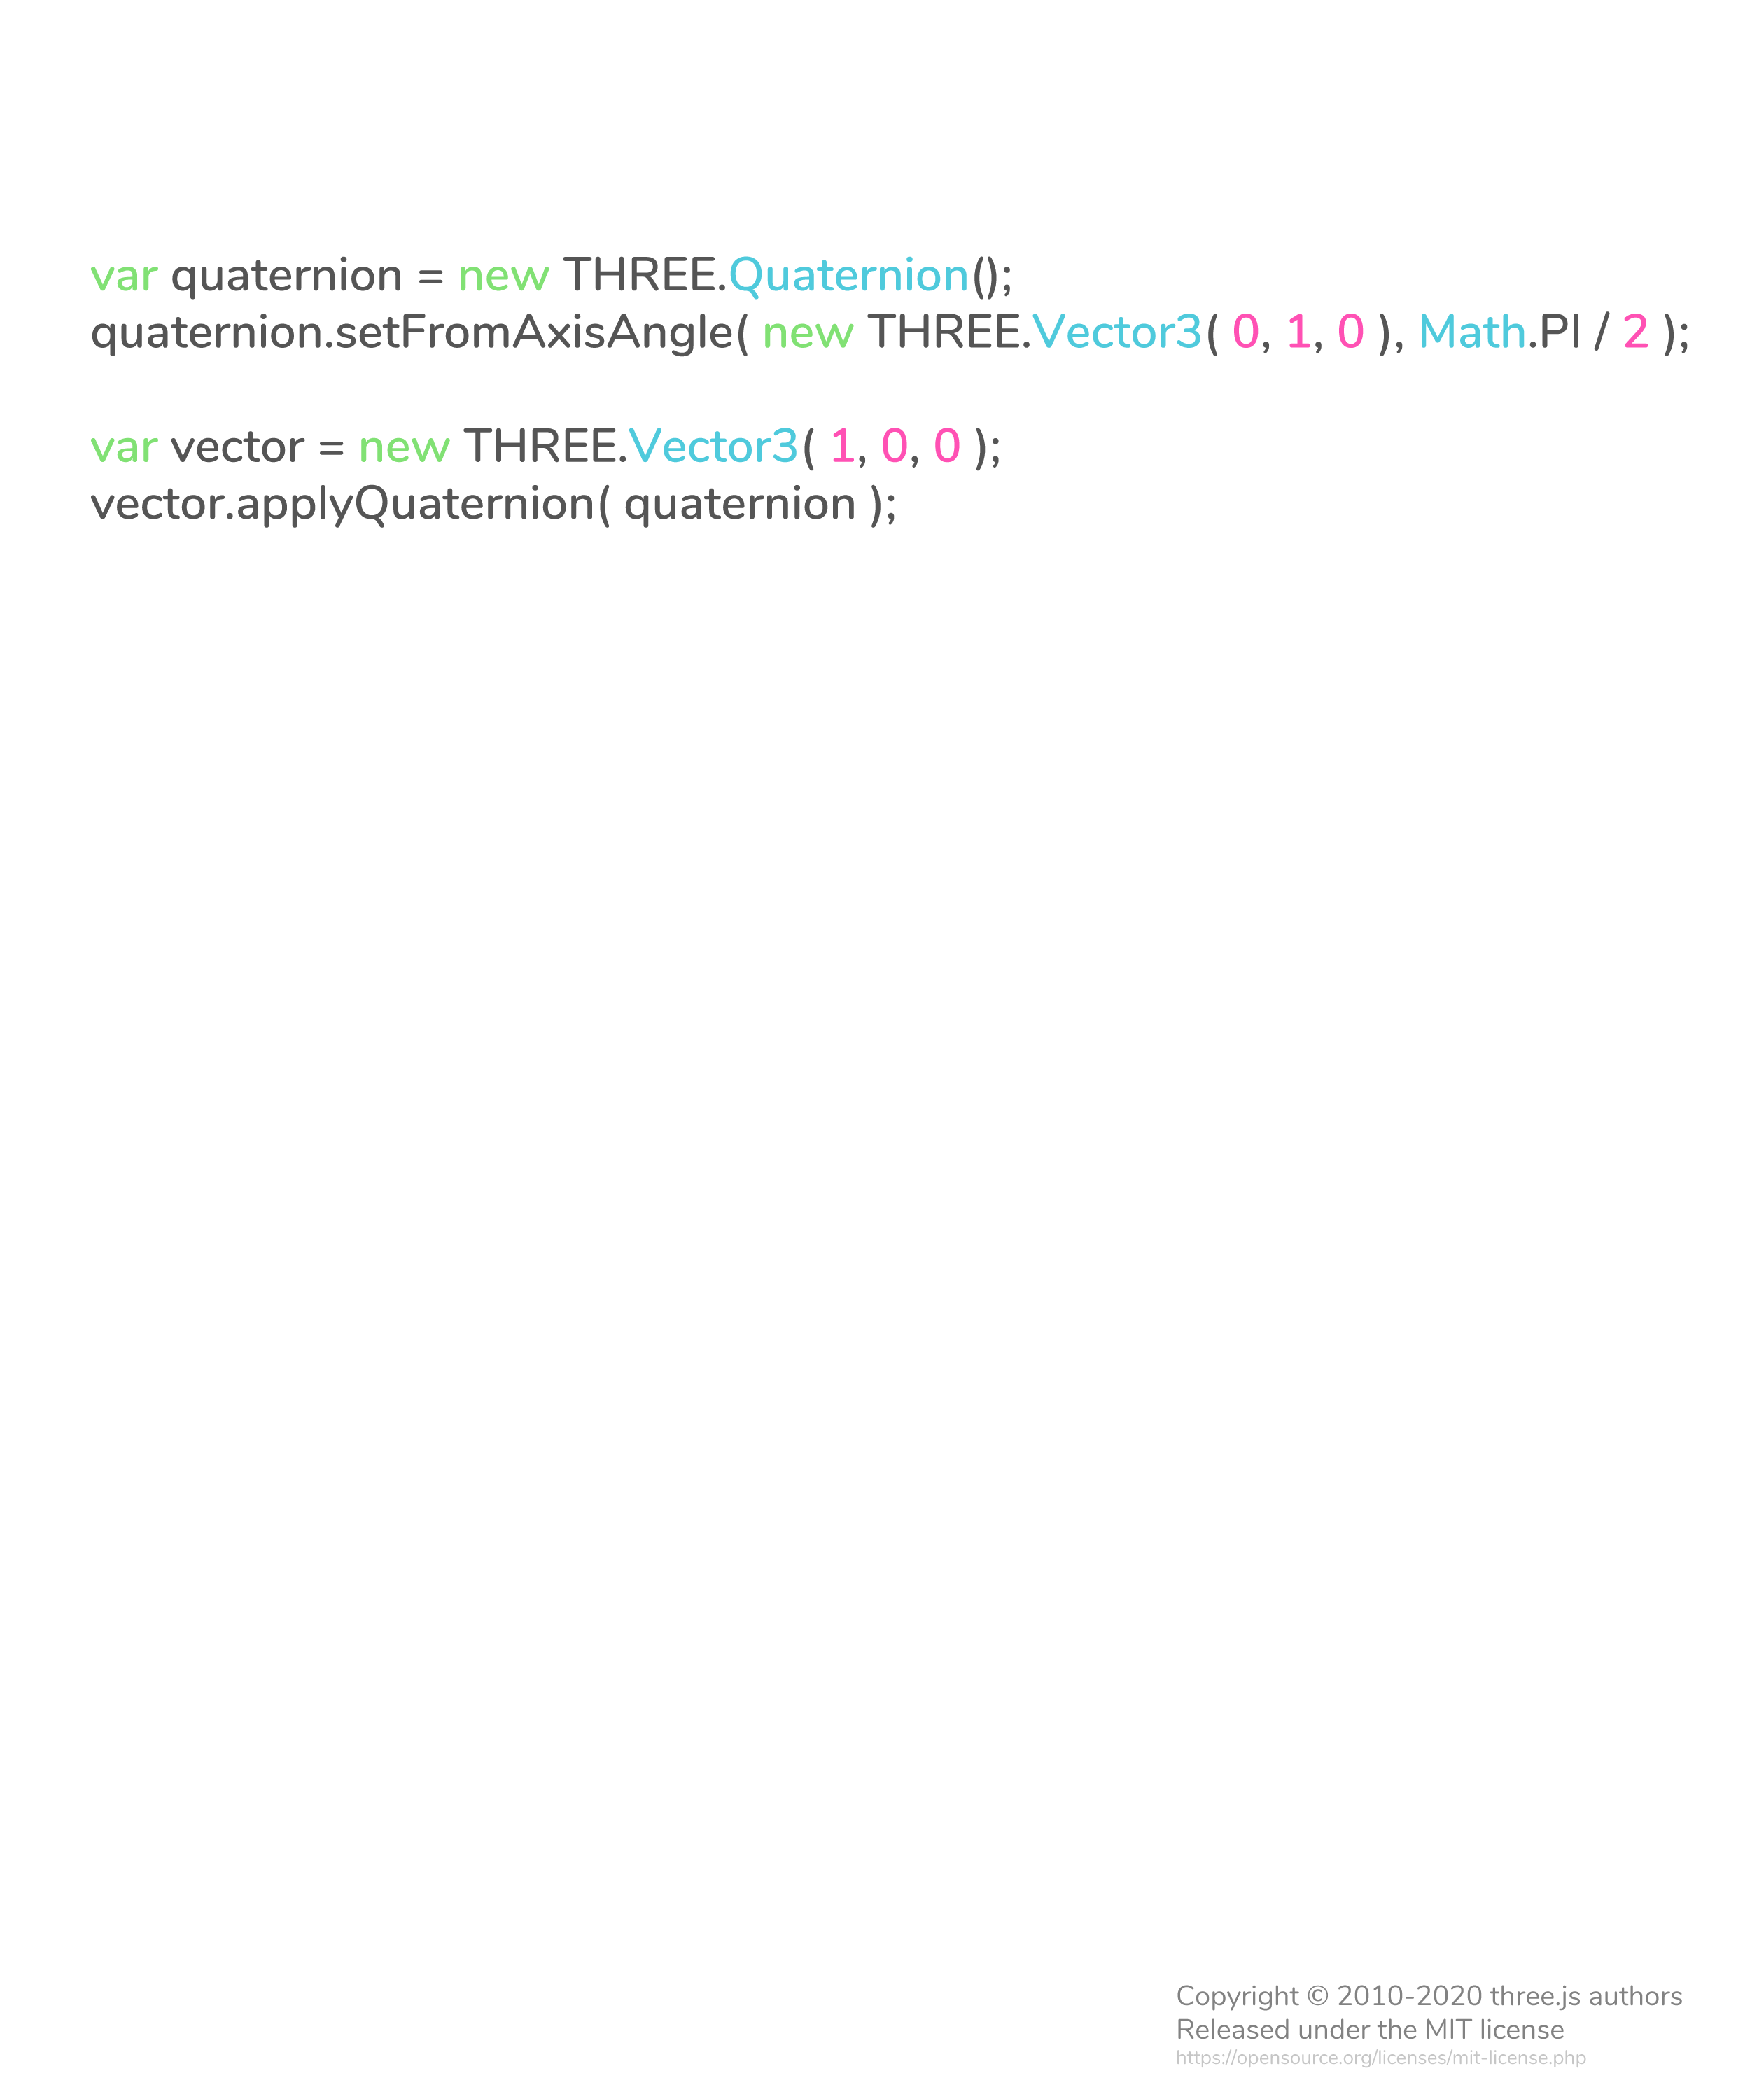 var quaternion = new THREE.Quaternion();
quaternion.setFromAxisAngle( new THREE.Vector3( 0, 1, 0 ), Math.PI / 2 );
var vector = new THREE.Vector3( 1, 0, 0 );
vector.applyQuaternion( quaternion );
Copyright © 2010-2020 three.js authors
Released under the MIT license
https://opensource.org/licenses/mit-license.php